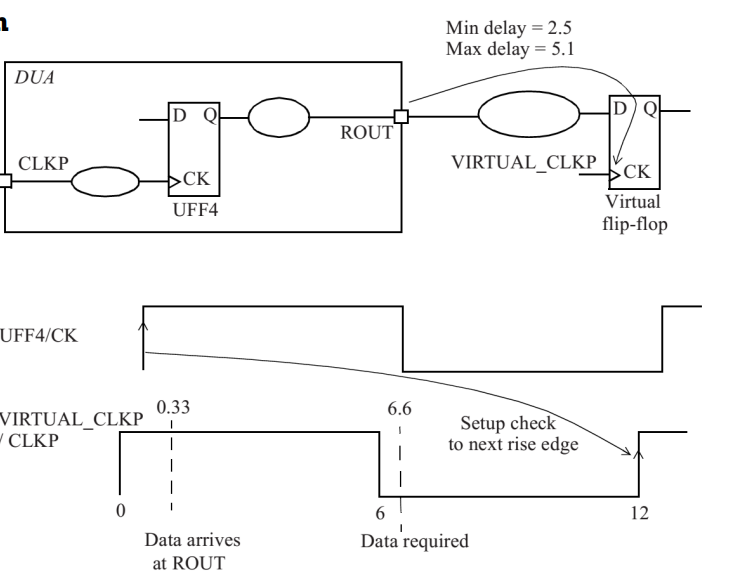 n
Min delay = 2.5
Max delay = 5.1
DUA
D Q
D Q
ROUT
CLKP
VIRTUAL_CLKP
CK
CK
UFF4
Virtual
flip-flop
UFF4/CK
VIRTUAL_CLKP
/ CLKP
0.33
6.6
Setup check
to next rise edge
0
6
12
Data arrives
at ROUT
Data required